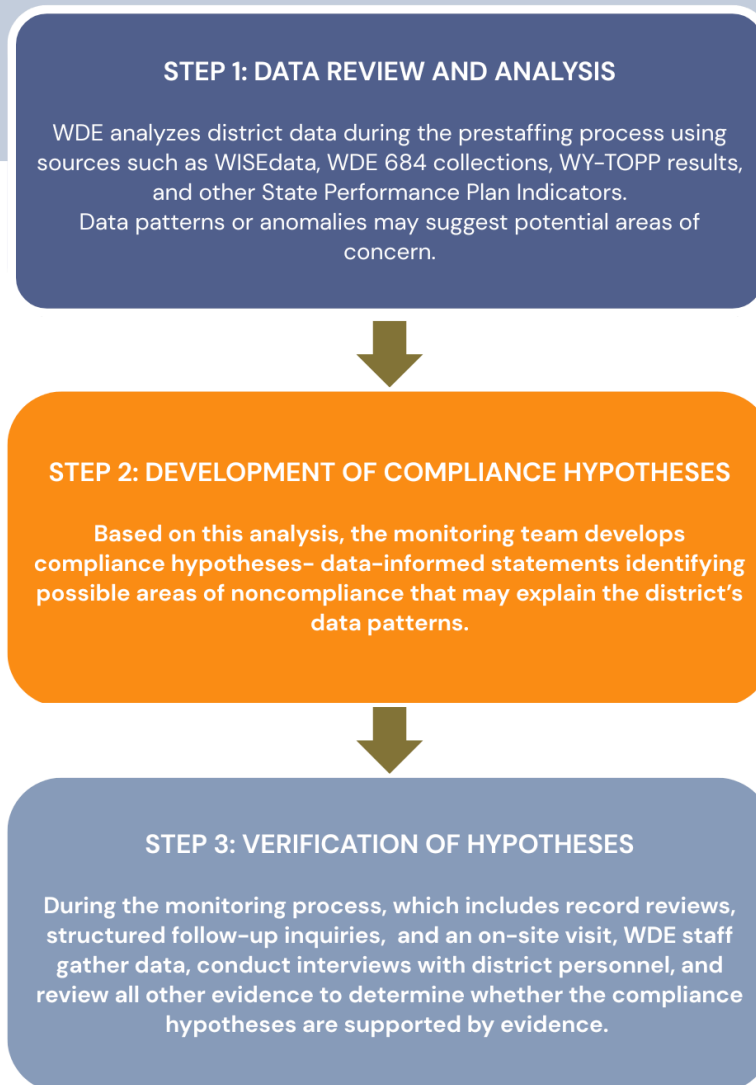 STEP 1: DATA REVIEW AND ANALYSIS
WDE analyzes district data during the prestaffing process using
sources such as WISEdata, WDE 684 collections, WY-TOPP results,
and other State Performance Plan Indicators.
Data patterns or anomalies may suggest potential areas of
concern.
STEP 2: DEVELOPMENT OF COMPLIANCE HYPOTHESES
Based on this analysis, the monitoring team develops
compliance hypotheses- data-informed statements identifying
possible areas of noncompliance that may explain the district's
data patterns.
STEP 3: VERIFICATION OF HYPOTHESES
During the monitoring process, which includes record reviews,
structured follow-up inquiries, and an on-site visit, WDE staff
gather data, conduct interviews with district personnel, and
review all other evidence to determine whether the compliance
hypotheses are supported by evidence.